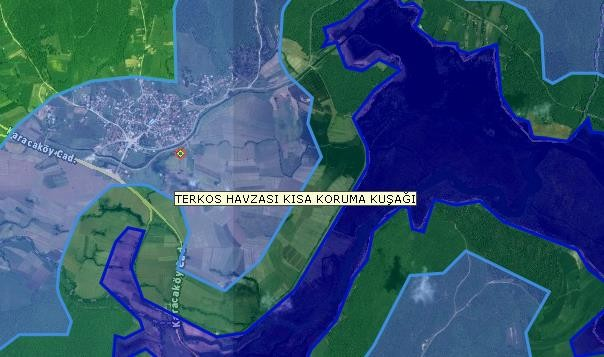 Karacaköy Cad.
TERKOS HAVZASI KISA KORUMA KUŞAĞI
Karacaköy Cad.